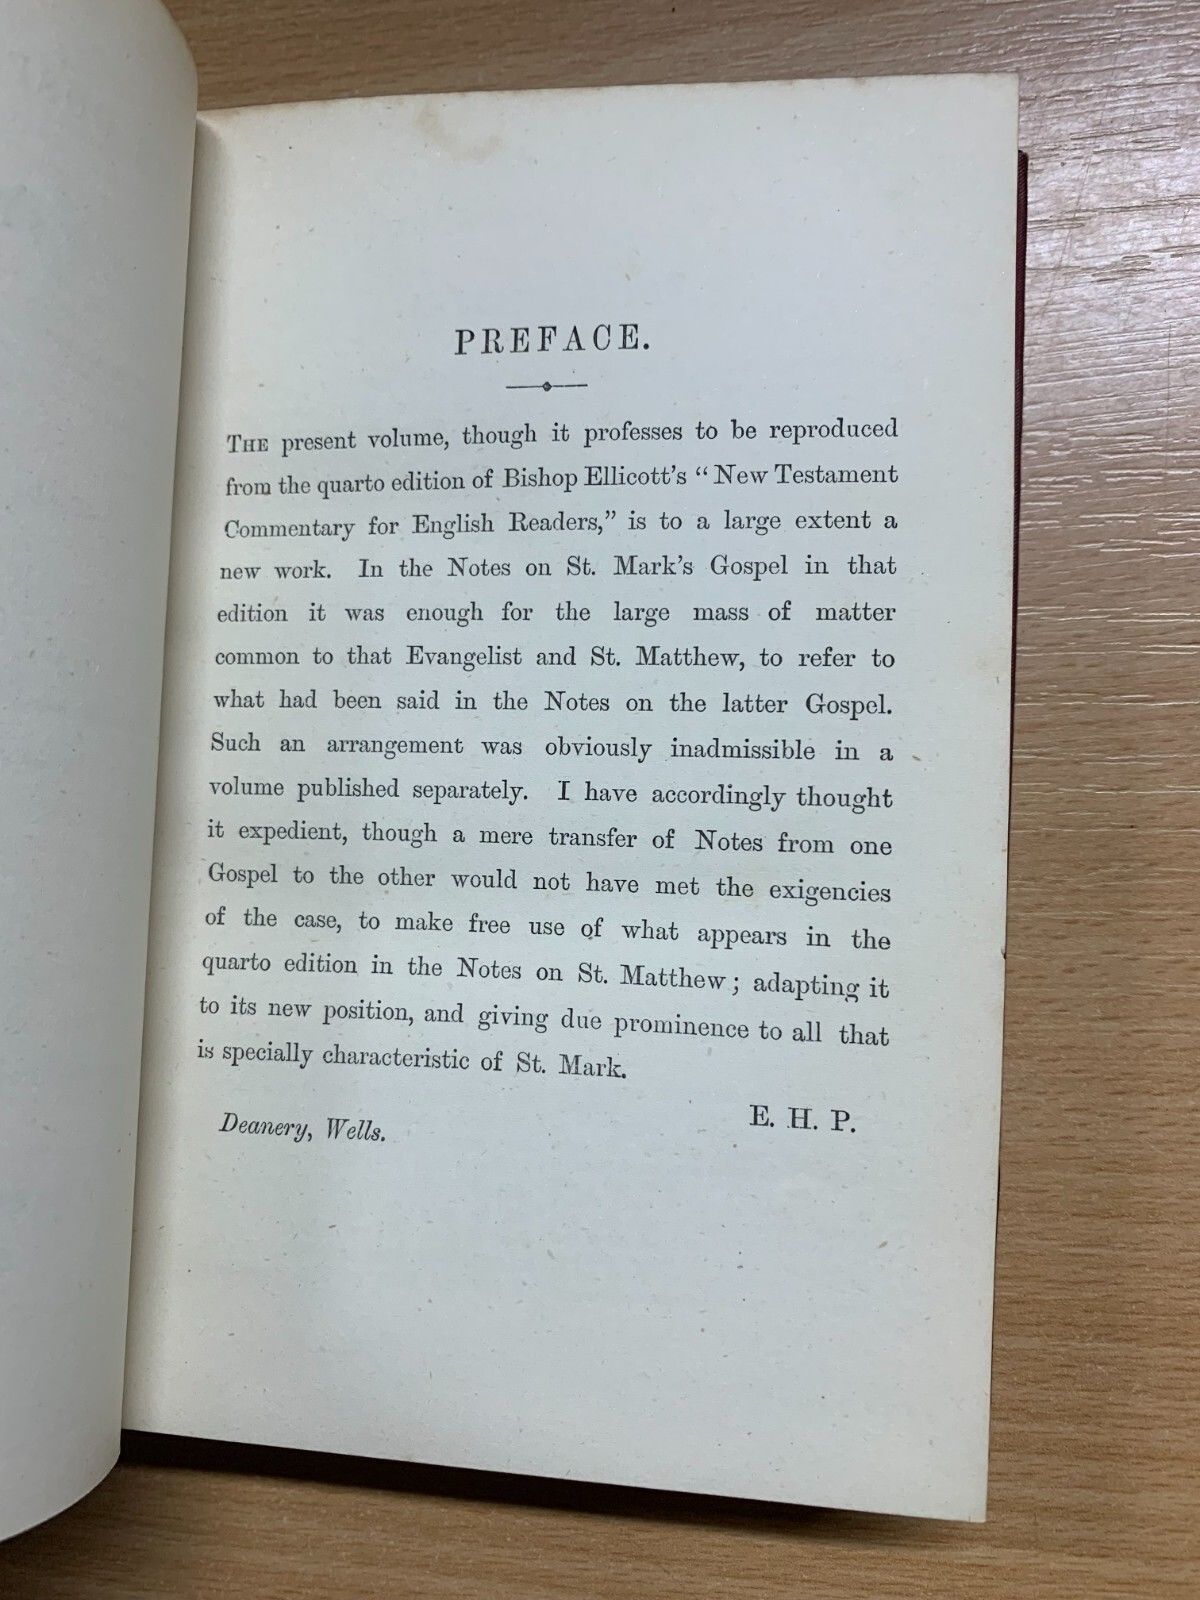 PREFACE.
THE present volume, though it professes to be reproduced
from the quarto edition of Bishop Ellicott's “New Testament
Commentary for English Readers,” is to a large extent a
new work. In the Notes on St. Mark's Gospel in that
edition it was enough for the large mass of matter
common to that Evangelist and St. Matthew, to refer to
what had been said in the Notes on the latter Gospel.
Such an arrangement was obviously inadmissible in a
volume published separately. I have accordingly thought
it expedient, though a mere transfer of Notes from one
Gospel to the other would not have met the exigencies
of the case, to make free use of what appears in the
quarto edition in the Notes on St. Matthew; adapting it
to its new position, and giving due prominence to all that
is specially characteristic of St. Mark.
E. H. P.
Deanery, Wells.